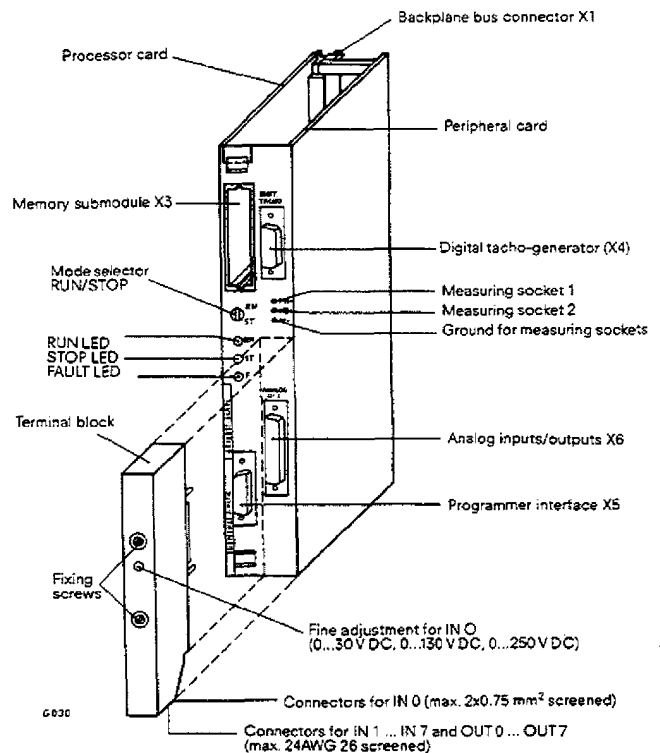 Backplane bus connector X1
Processor card
Peripheral card
Memory submodule X3
Digital tacho-generator (X4)
Mode selector
RUN/STOP
Measuring socket 1
Measuring socket 2
Ground for measuring sockets
ST
RUN LED
STOP LED
ST
FAULT LED
F
ANALOG
Terminal block
Analog inputs/outputs X6
Programmer interface X5
Fixing
screws
Fine adjustment for IN O
(0...30 V DC, 0...130 V DC, 0...250 V DC)
Connectors for IN 0 (max. 2x0.75 mm² screened)
G030
Connectors for IN 1 ... IN 7 and OUT 0 ... OUT 7
(max. 24AWG 26 screened)